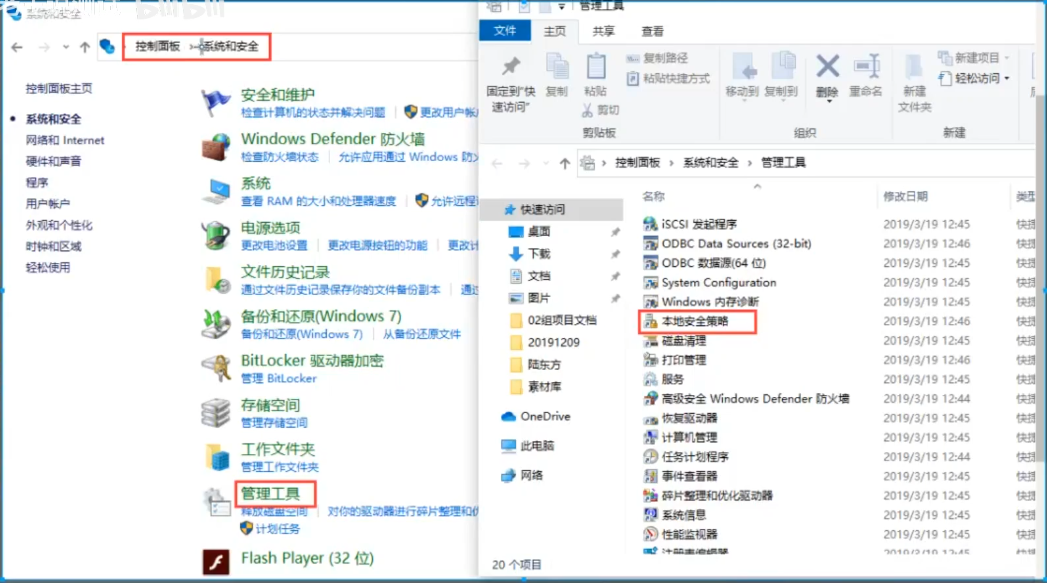 bilibili
系统和安全
控制面板
系统和安全
控制面板主页
系统和安全
网络和 Internet
硬件和声音
程序
用户帐户
外观和个性化
时钟和区域
轻松使用
安全和维护
检查计算机的状态并解决问题
更改用户帐
Windows Defender 防火墙
检查防火墙状态
允许应用通过 Windows 防
系统
查看 RAM 的大小和处理器速度
允许远程
电源选项
更改电池设置
更改电源按钮的功能
更改计
文件历史记录
通过文件历史记录保存你的文件备份副本
通过
备份和还原(Windows 7)
备份和还原(Windows 7)
从备份还原文件
BitLocker 驱动器加密
管理 BitLocker
存储空间
管理存储空间
工作文件夹
管理工作文件夹
管理工具
释放磁盘空间
对你的驱动器进行碎片整理和优
计划任务
Flash Player (32 位)
管理工具
文件
主页
共享
查看
固定到"快
速访问"
复制
粘贴
复制路径
粘贴快捷方式
剪切
剪贴板
移动到
复制到
删除
重命名
组织
新建
文件夹
新建项目
轻松访问
新建
控制面板 › 系统和安全 › 管理工具
快速访问
桌面
下载
文档
图片
02组项目文档
20191209
陆东方
素材库
OneDrive
此电脑
网络
名称 修改日期 类型
iSCSI 发起程序 2019/3/19 12:45 快捷
ODBC Data Sources (32-bit) 2019/3/19 12:46 快捷
ODBC 数据源(64 位) 2019/3/19 12:45 快捷
System Configuration 2019/3/19 12:45 快捷
Windows 内存诊断 2019/3/19 12:45 快捷
本地安全策略 2019/3/19 12:46 快捷
磁盘清理 2019/3/19 12:45 快捷
打印管理 2019/3/19 12:46 快捷
服务 2019/3/19 12:45 快捷
高级安全 Windows Defender 防火墙 2019/3/19 12:44 快捷
恢复驱动器 2019/3/19 12:45 快捷
计算机管理 2019/3/19 12:45 快捷
任务计划程序 2019/3/19 12:44 快捷
事件查看器 2019/3/19 12:45 快捷
碎片整理和优化驱动器 2019/3/19 12:45 快捷
系统信息 2019/3/19 12:45 快捷
性能监视器 2019/3/19 12:45 快捷
注册表编辑器 2019/3/19 12:45 快捷
20 个项目